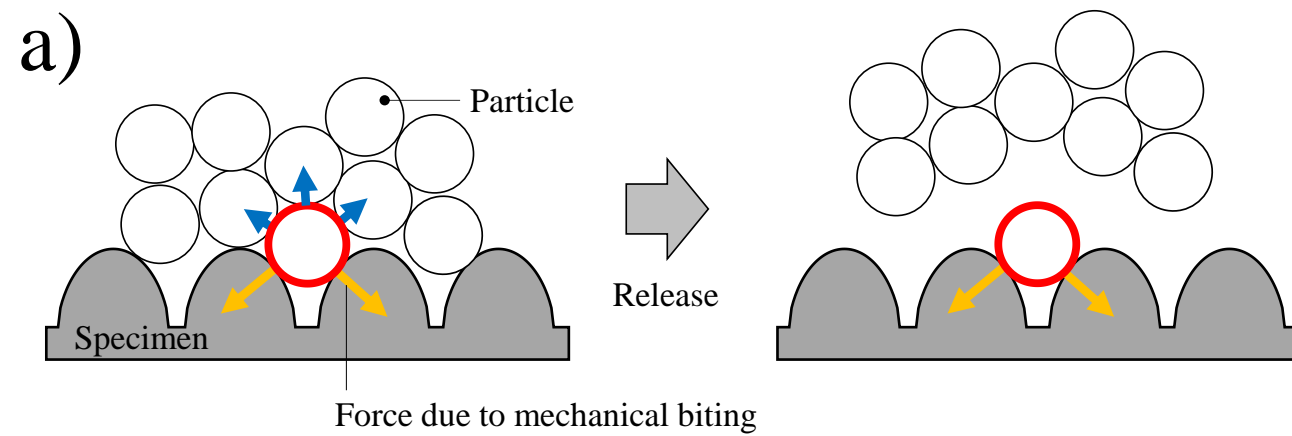 a)
Particle
Release
Specimen
Force due to mechanical biting